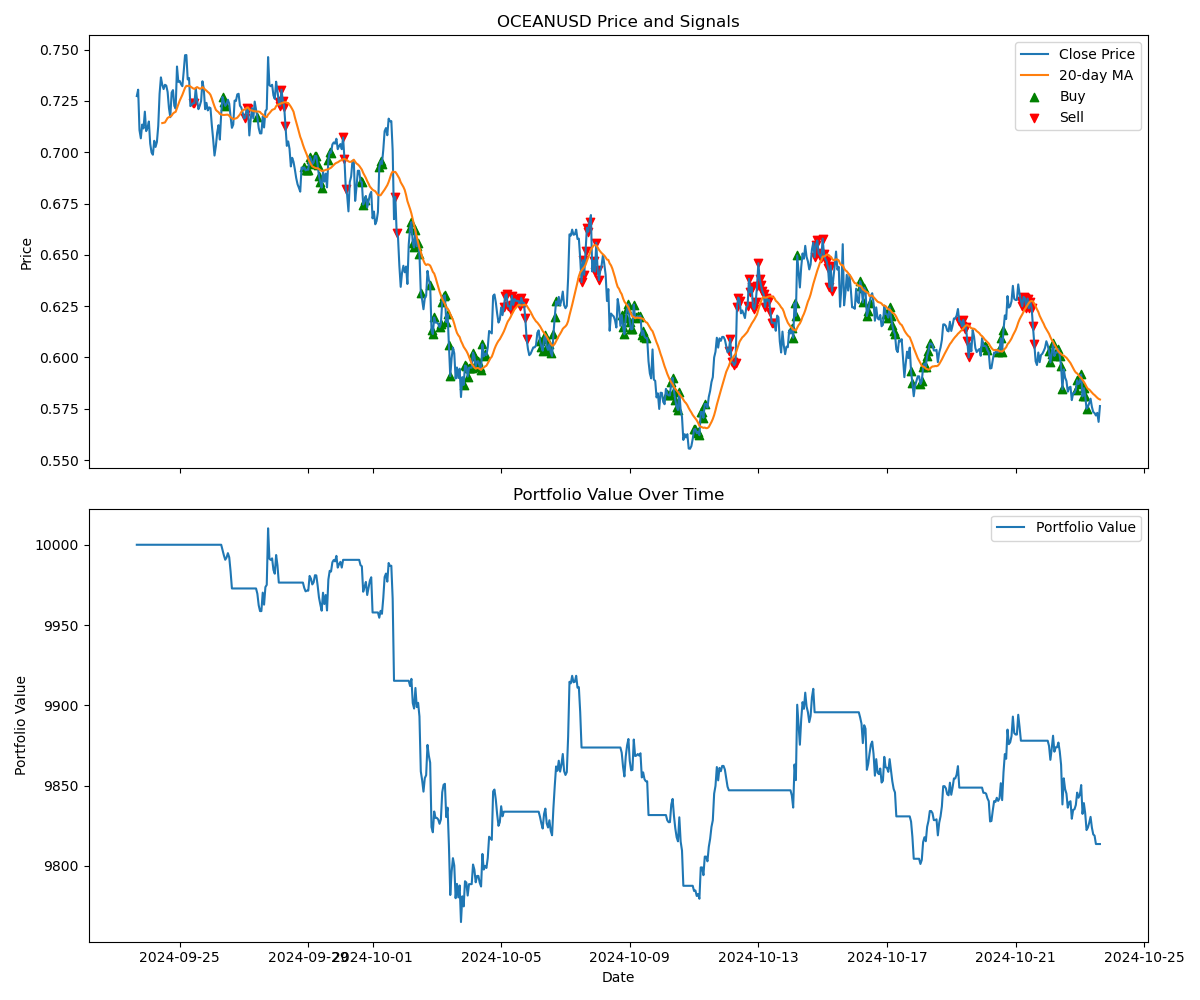 OCEANUSD Price and Signals
Price
0.750
0.725
0.700
0.675
0.650
0.625
0.600
0.575
0.550
Close Price
20-day MA
Buy
Sell
Portfolio Value Over Time
Portfolio Value
10000
9950
9900
9850
9800
Portfolio Value
2024-09-25
2024-09-29
2024-10-01
2024-10-05
2024-10-09
2024-10-13
2024-10-17
2024-10-21
2024-10-25
Date